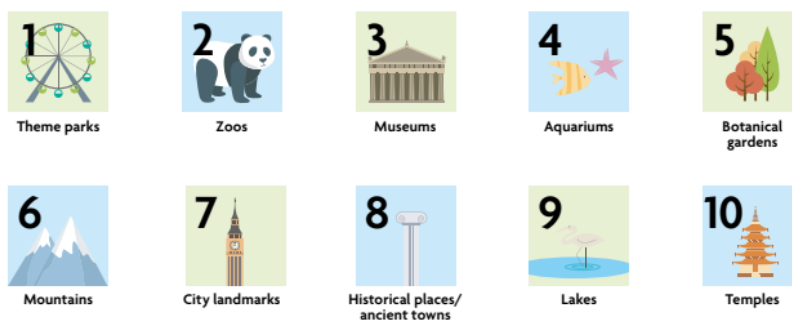 1
2
3
4
5
Theme parks
Zoos
Museums
Aquariums
Botanical
gardens
6
7
8
9
10
Mountains
City landmarks
Historical places/
ancient towns
Lakes
Temples